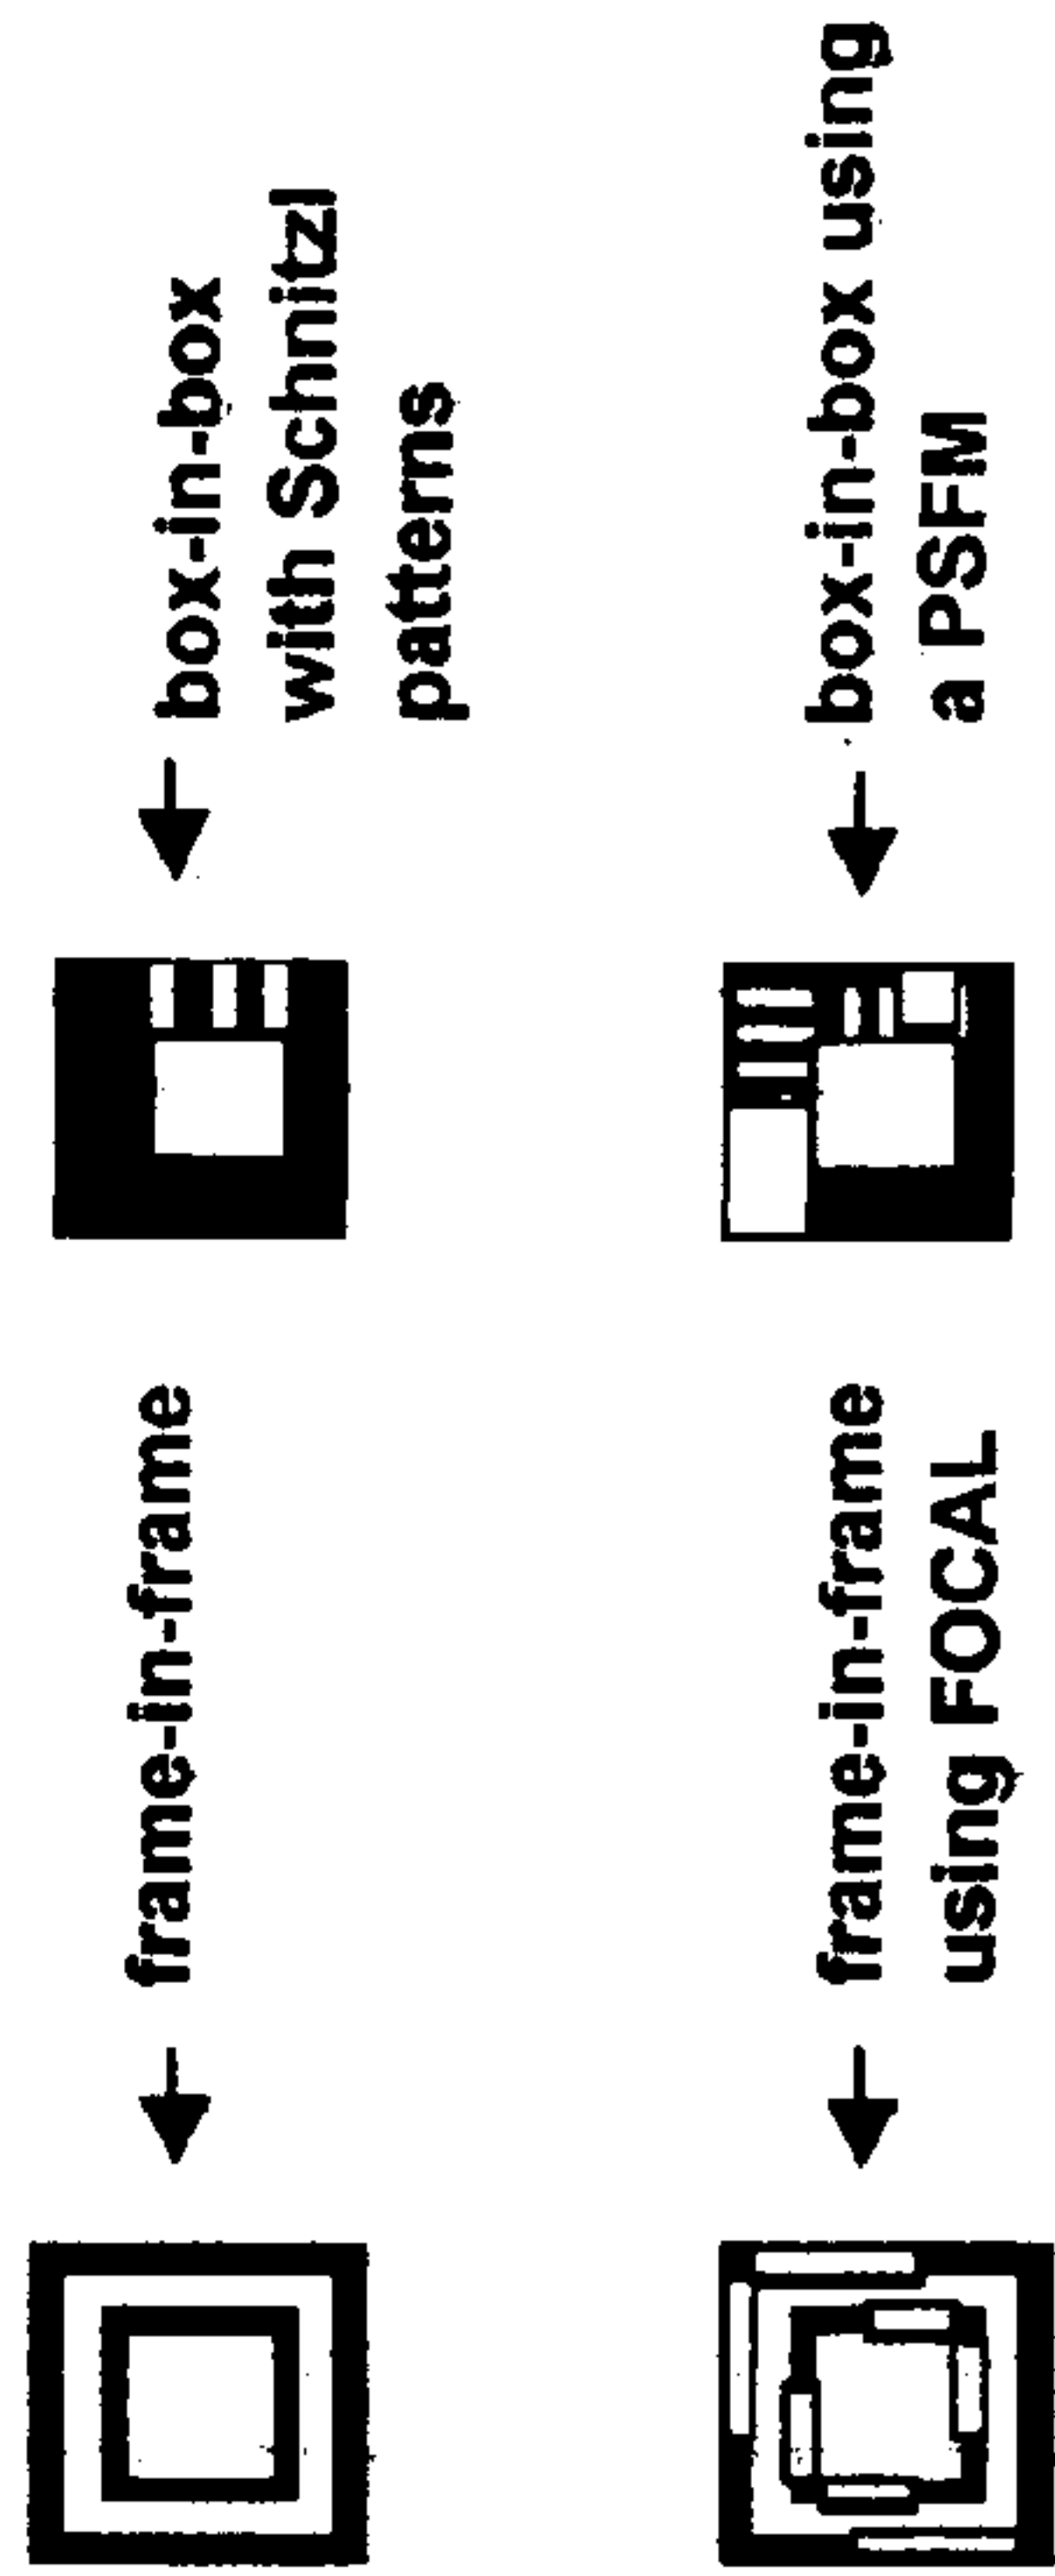 frame-in-frame
box-in-box
with Schnitzl
patterns
frame-in-frame
using FOCAL
box-in-box using
a PSFM